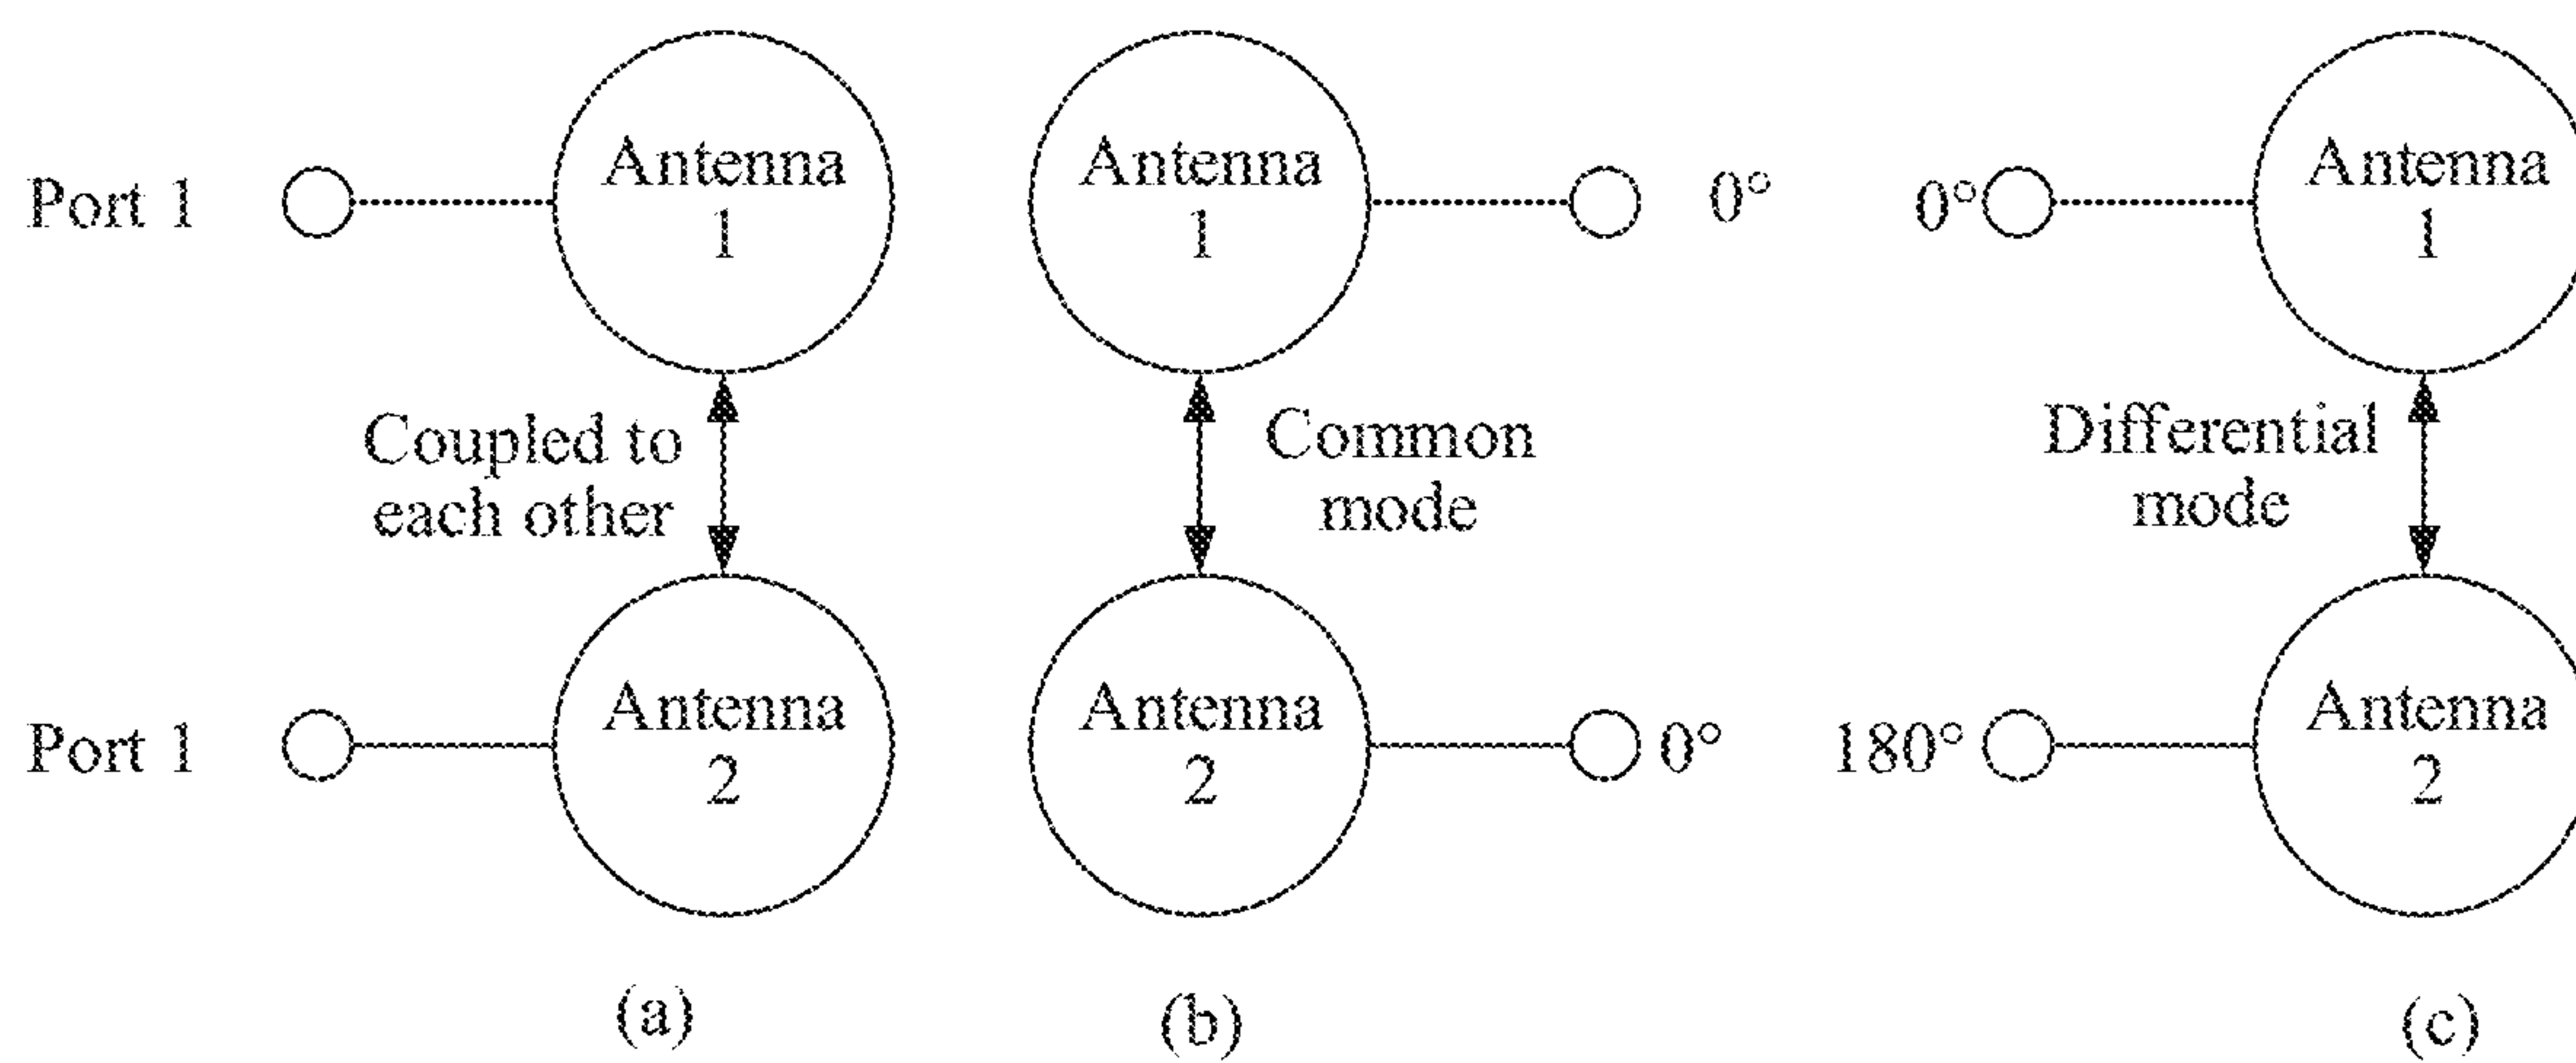 Port 1
Antenna
1
Coupled to
each other
Port 1
Antenna
2
(a)
Antenna
1
0°
Common
mode
Antenna
2
0°
(b)
0°
Antenna
1
Differential
mode
180°
Antenna
2
(c)